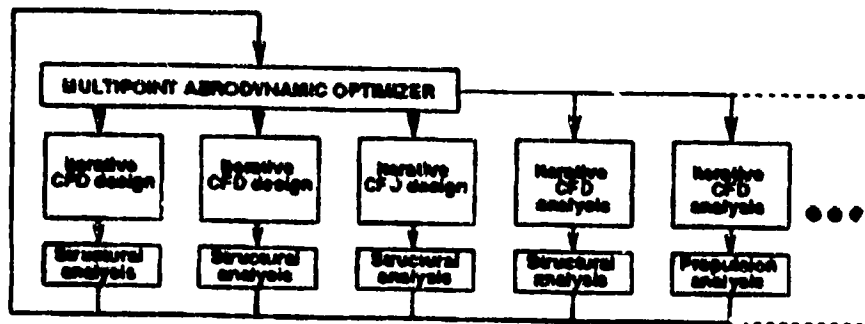 MULTIPOINT AERODYNAMIC OPTIMIZER
Iterative
CFD design
Iterative
CFD design
Iterative
CFD design
Iterative
CFD
analysis
Iterative
CFD
analysis
Structural
analysis
Structural
analysis
Structural
analysis
Structural
analysis
Propulsion
analysis